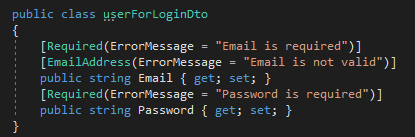 public class userForLoginDto
{
[Required(ErrorMessage = "Email is required")]
[EmailAddress(ErrorMessage = "Email is not valid")]
public string Email { get; set; }
[Required(ErrorMessage = "Password is required")]
public string Password { get; set; }
}